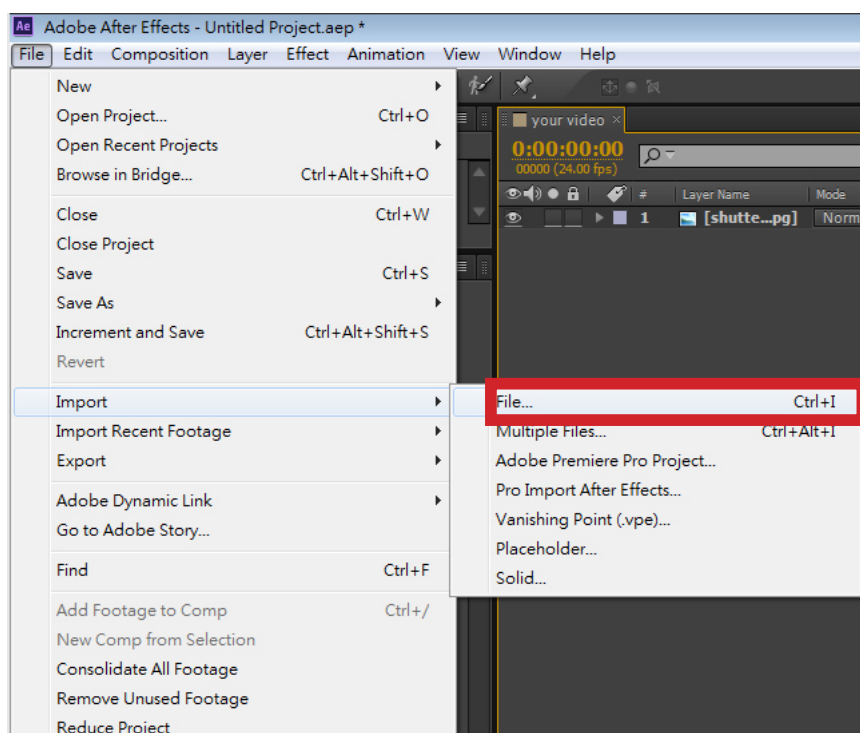 Ae Adobe After Effects - Untitled Project.aep *
File Edit Composition Layer Effect Animation View Window Help
New
Open Project... Ctrl+O
Open Recent Projects
Browse in Bridge... Ctrl+Alt+Shift+O
Close Ctrl+W
Close Project
Save Ctrl+S
Save As
Increment and Save Ctrl+Alt+Shift+S
Revert
Import
Import Recent Footage
Export
Adobe Dynamic Link
Go to Adobe Story...
Find Ctrl+F
Add Footage to Comp Ctrl+/
New Comp from Selection
Consolidate All Footage
Remove Unused Footage
Reduce Project
your video ×
0:00:00:00
00000 (24.00 fps)
# Layer Name Mode
1 [shutte...pg] Norm
File... Ctrl+I
Multiple Files... Ctrl+Alt+I
Adobe Premiere Pro Project...
Pro Import After Effects...
Vanishing Point (.vpe)...
Placeholder...
Solid...